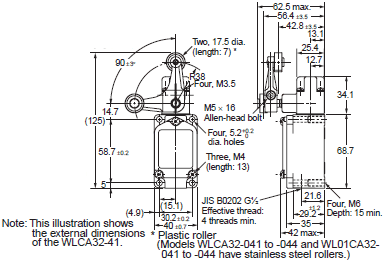 62.5 max.
56.4 ±3.5
42.8 ±3.5
13.1
25.4
12.7
Two, 17.5 dia.
(length: 7) *
90 ±3°
R38
Four, M3.5
M5 × 16
Allen-head bolt
14.7
(125)
34.1
Four, 5.2 +0.2 0
dia. holes
58.7 ±0.2
Three, M4
(length: 13)
68.7
5
(15.1)
(4.9)
30.2 ±0.2
40 ±0.7
JIS B0202 G½
Effective thread:
4 threads min.
21.6
29.2 ±1.2
35
42 max.
Four, M6
Depth: 15 min.
Note: This illustration shows
the external dimensions
of the WLCA32-41.
* Plastic roller
(Models WLCA32-041 to -044 and WL01CA32-
041 to -044 have stainless steel rollers.)